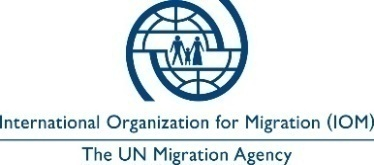 International Organization for Migration (IOM)
The UN Migration Agency